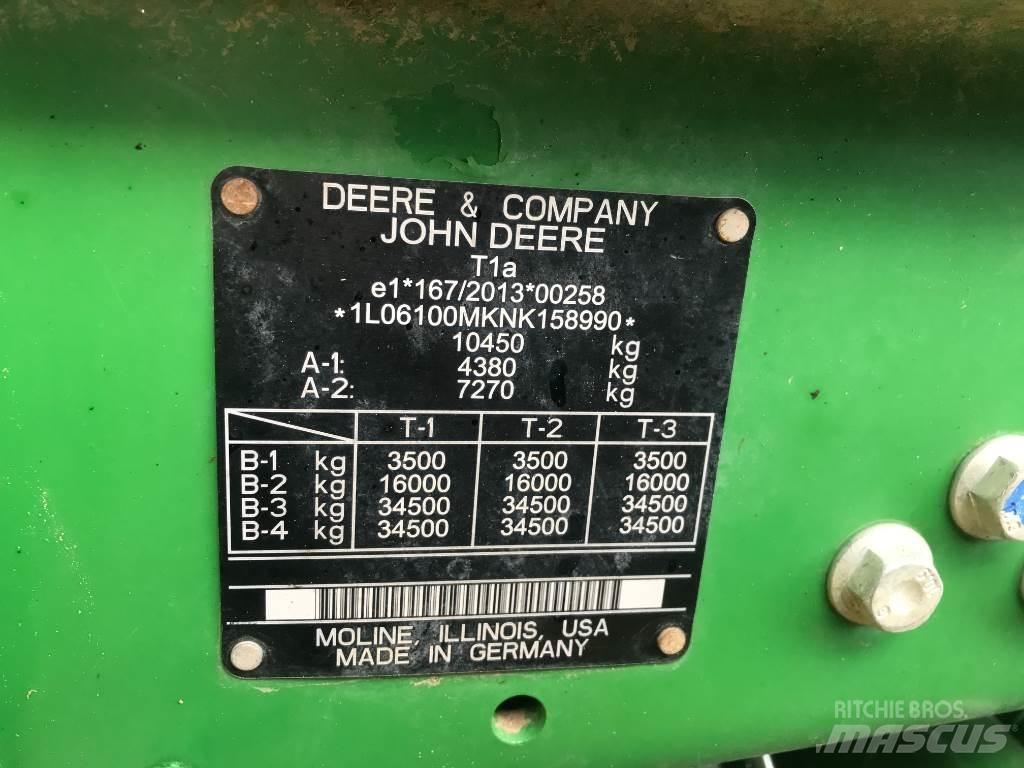 DEERE & COMPANY
JOHN DEERE
T1a
e1*167/2013*00258
*1L06100MKNK158990*
10450 kg
A-1: 4380 kg
A-2: 7270 kg
T-1 T-2 T-3
B-1 kg 3500 3500 3500
B-2 kg 16000 16000 16000
B-3 kg 34500 34500 34500
B-4 kg 34500 34500 34500
MOLINE, ILLINOIS, USA
MADE IN GERMANY
RITCHIE BROS.
MASCUS